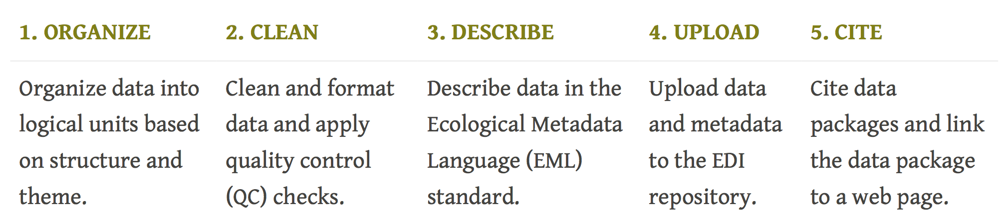 1. ORGANIZE
2. CLEAN
3. DESCRIBE
4. UPLOAD
5. CITE
Organize data into
logical units based
on structure and
theme.
Clean and format
data and apply
quality control
(QC) checks.
Describe data in the
Ecological Metadata
Language (EML)
standard.
Upload data
and metadata
to the EDI
repository.
Cite data
packages and link
the data package
to a web page.